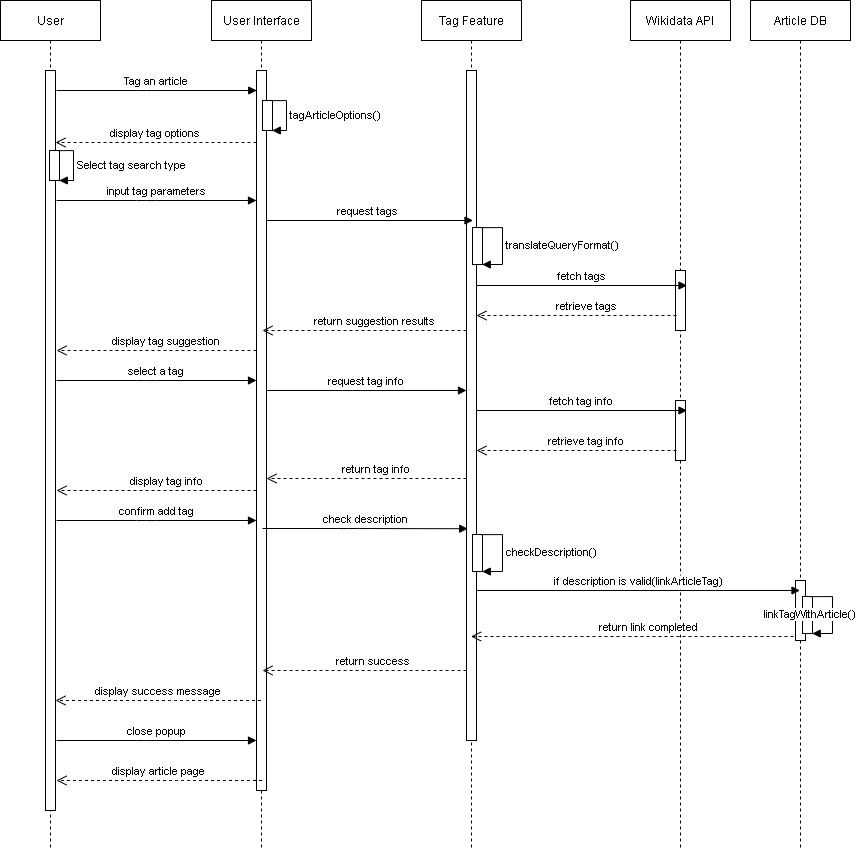 User
User Interface
Tag Feature
Wikidata API
Article DB
Tag an article
tagArticleOptions()
display tag options
Select tag search type
input tag parameters
request tags
translateQueryFormat()
fetch tags
retrieve tags
return suggestion results
display tag suggestion
select a tag
request tag info
fetch tag info
retrieve tag info
return tag info
display tag info
confirm add tag
check description
checkDescription()
if description is valid(linkArticleTag)
linkTagWithArticle()
return link completed
return success
display success message
close popup
display article page